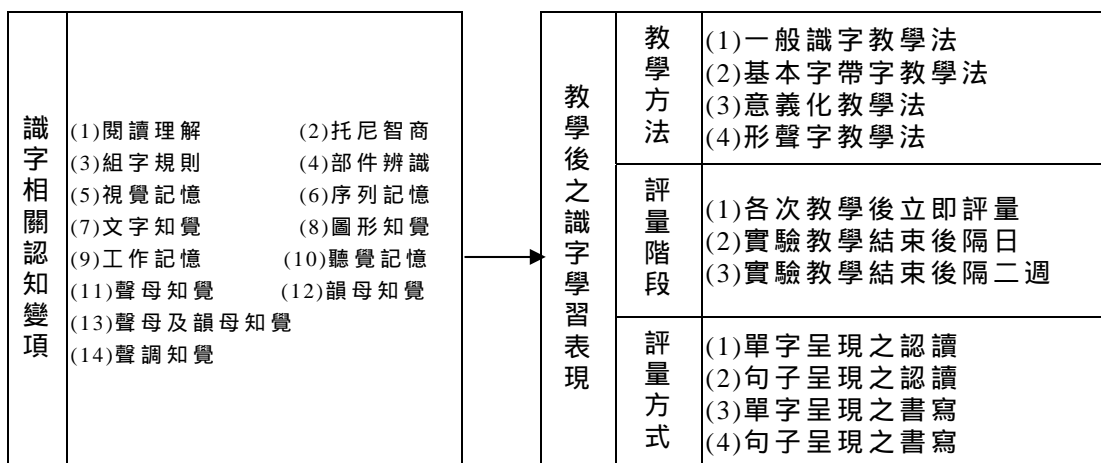 識字相關認知變項
(1)閱讀理解 (2)托尼智商
(3)組字規則 (4)部件辨識
(5)視覺記憶 (6)序列記憶
(7)文字知覺 (8)圖形知覺
(9)工作記憶 (10)聽覺記憶
(11)聲母知覺 (12)韻母知覺
(13)聲母及韻母知覺
(14)聲調知覺
教學後之識字學習表現
教學方法
(1)一般識字教學法
(2)基本字帶字教學法
(3)意義化教學法
(4)形聲字教學法
評量階段
(1)各次教學後立即評量
(2)實驗教學結束後隔日
(3)實驗教學結束後隔二週
評量方式
(1)單字呈現之認讀
(2)句子呈現之認讀
(3)單字呈現之書寫
(4)句子呈現之書寫